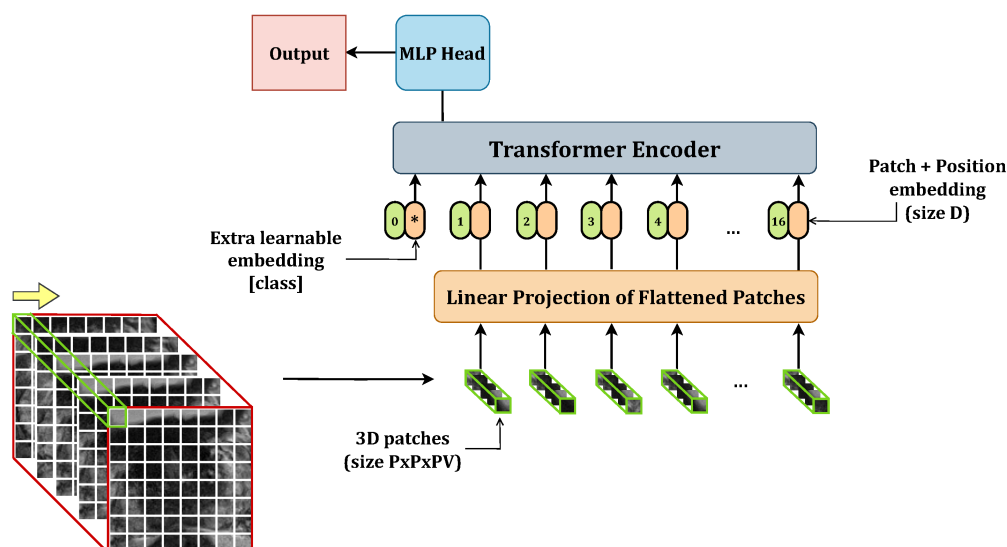 Output
MLP Head
Transformer Encoder
Patch + Position
embedding
(size D)
0 * 1 2 3 4 ... 16
Extra learnable
embedding
[class]
Linear Projection of Flattened Patches
...
3D patches
(size PxPxPV)